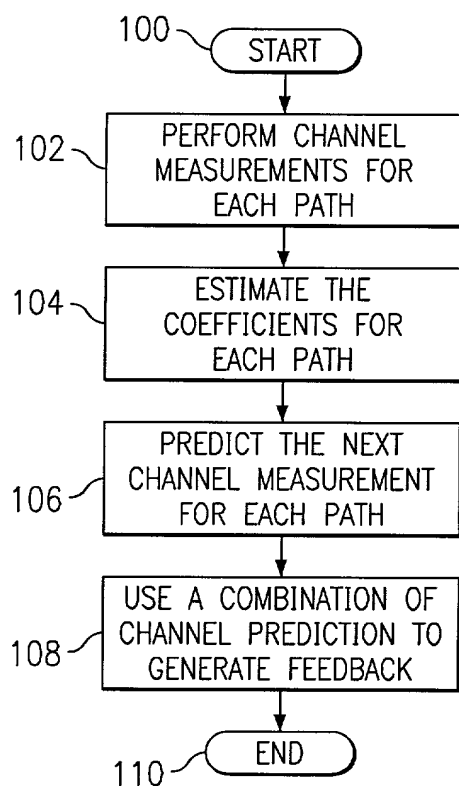 100
START
102
PERFORM CHANNEL
MEASUREMENTS FOR
EACH PATH
104
ESTIMATE THE
COEFFICIENTS FOR
EACH PATH
106
PREDICT THE NEXT
CHANNEL MEASUREMENT
FOR EACH PATH
108
USE A COMBINATION OF
CHANNEL PREDICTION TO
GENERATE FEEDBACK
110
END